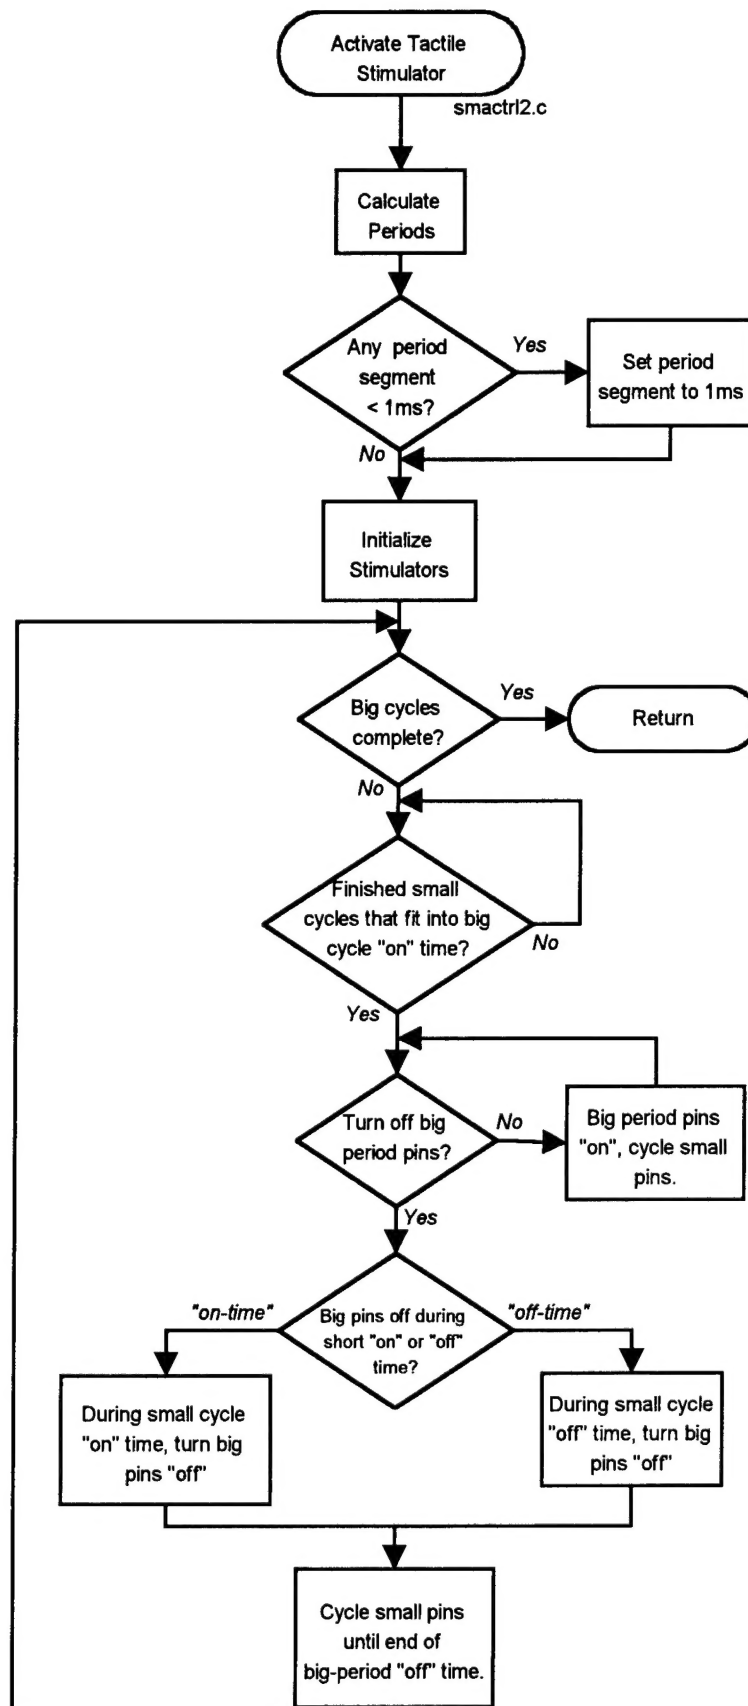 Activate Tactile
Stimulator
smactrl2.c
Calculate
Periods
Any period
segment
< 1ms?
Yes
Set period
segment to 1ms
No
Initialize
Stimulators
Big cycles
complete?
Yes
Return
No
Finished small
cycles that fit into big
cycle "on" time?
No
Yes
Turn off big
period pins?
No
Big period pins
"on", cycle small
pins.
Yes
"on-time"
Big pins off during
short "on" or "off"
time?
"off-time"
During small cycle
"on" time, turn big
pins "off"
During small cycle
"off" time, turn big
pins "off"
Cycle small pins
until end of
big-period "off" time.